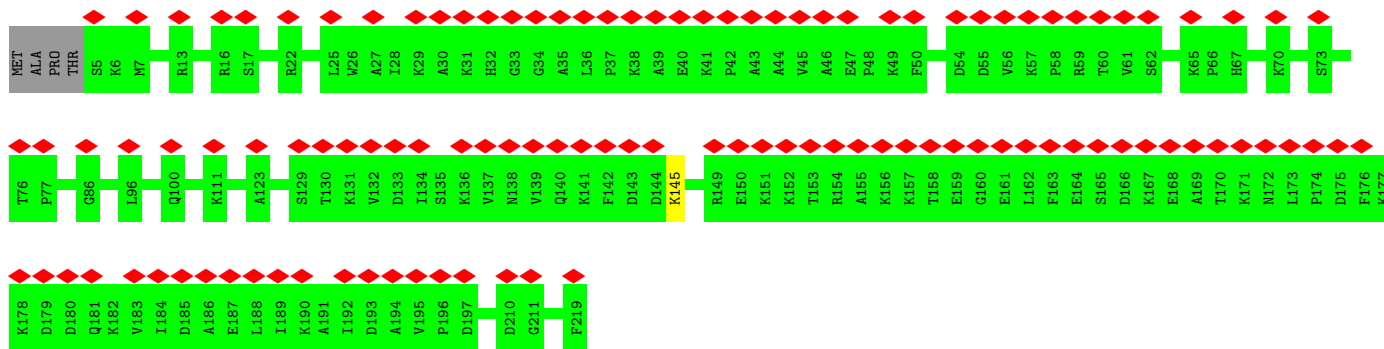 MET ALA PRO THR S5 K6 M7 R13 R16 S17 R22 L25 W26 A27 I28 K29 A30 K31 H32 G33 G34 A35 L36 P37 K38 A39 E40 K41 P42 A43 A44 V45 A46 E47 P48 K49 F50 D54 D55 V56 K57 P58 R59 T60 V61 S62 K65 P66 H67 K70 S73
T76 P77 G86 L96 Q100 K111 A123 S129 T130 K131 V132 D133 I134 S135 K136 V137 N138 V139 Q140 K141 F142 D143 D144 K145 R149 E150 K151 K152 T153 R154 A155 K156 K157 T158 E159 G160 E161 L162 F163 E164 S165 D166 K167 E168 A169 T170 K171 N172 L173 P174 D175 F176 K177
K178 D179 D180 Q181 K182 V183 I184 D185 A186 E187 L188 I189 K190 A191 I192 D193 A194 V195 P196 D197 D210 G211 F219